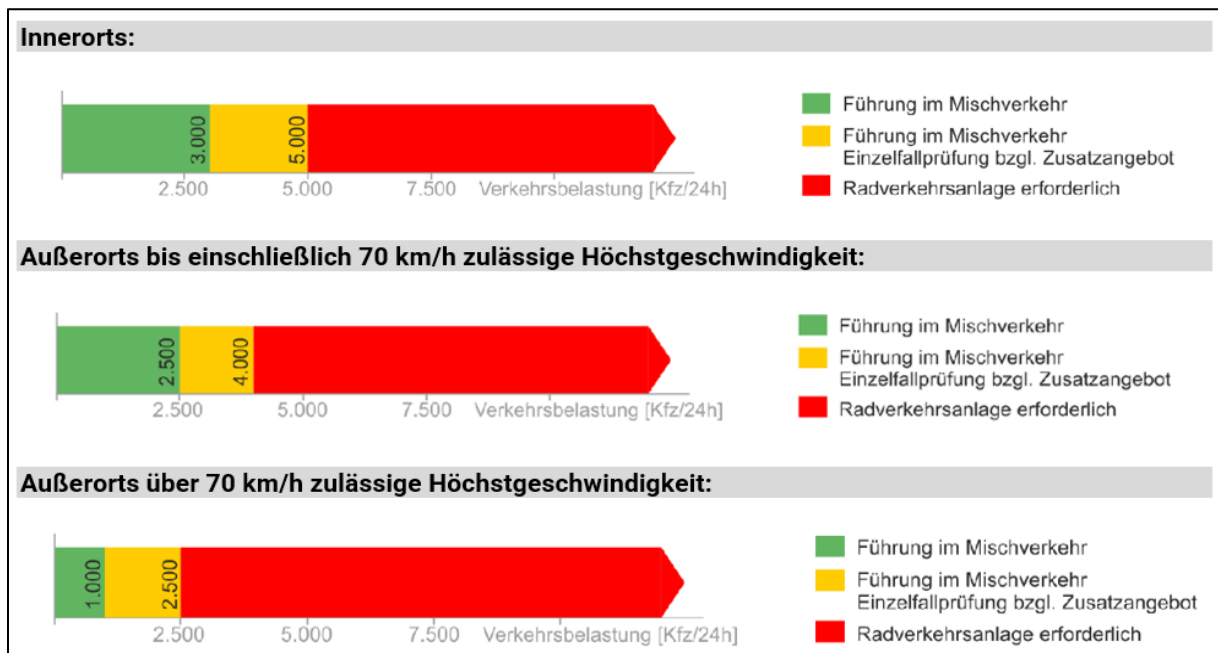 Innerorts:
3.000
5.000
2.500 5.000 7.500 Verkehrsbelastung [Kfz/24h]
Führung im Mischverkehr
Führung im Mischverkehr
Einzelfallprüfung bzgl. Zusatzangebot
Radverkehrsanlage erforderlich
Außerorts bis einschließlich 70 km/h zulässige Höchstgeschwindigkeit:
2.500
4.000
2.500 5.000 7.500 Verkehrsbelastung [Kfz/24h]
Führung im Mischverkehr
Führung im Mischverkehr
Einzelfallprüfung bzgl. Zusatzangebot
Radverkehrsanlage erforderlich
Außerorts über 70 km/h zulässige Höchstgeschwindigkeit:
1.000
2.500
2.500 5.000 7.500 Verkehrsbelastung [Kfz/24h]
Führung im Mischverkehr
Führung im Mischverkehr
Einzelfallprüfung bzgl. Zusatzangebot
Radverkehrsanlage erforderlich